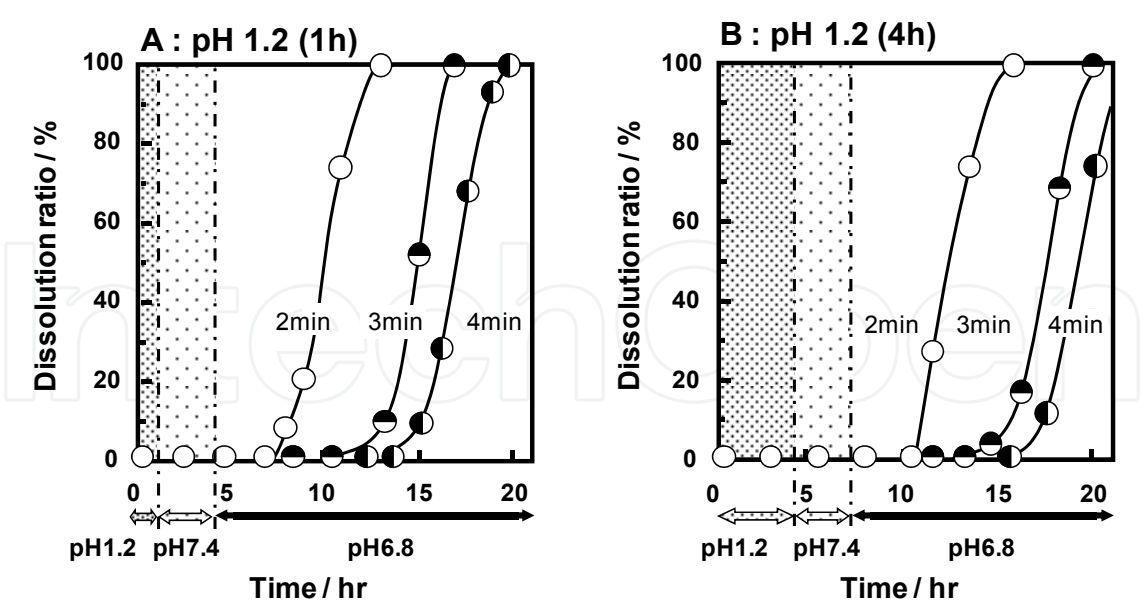 A : pH 1.2 (1h)
Dissolution ratio / %
100
80
60
40
20
0
2min 3min 4min
0 5 10 15 20
pH1.2 pH7.4 pH6.8
Time / hr
B : pH 1.2 (4h)
Dissolution ratio / %
100
80
60
40
20
0
2min 3min 4min
0 5 10 15 20
pH1.2 pH7.4 pH6.8
Time / hr
IntechOpen